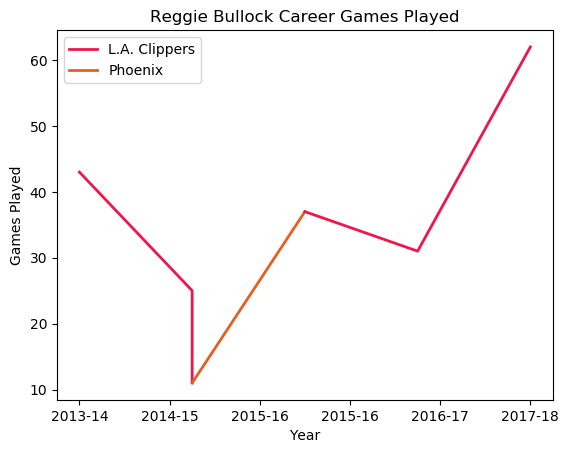 Reggie Bullock Career Games Played
L.A. Clippers
Phoenix
60
50
40
30
20
10
Games Played
2013-14 2014-15 2015-16 2015-16 2016-17 2017-18
Year